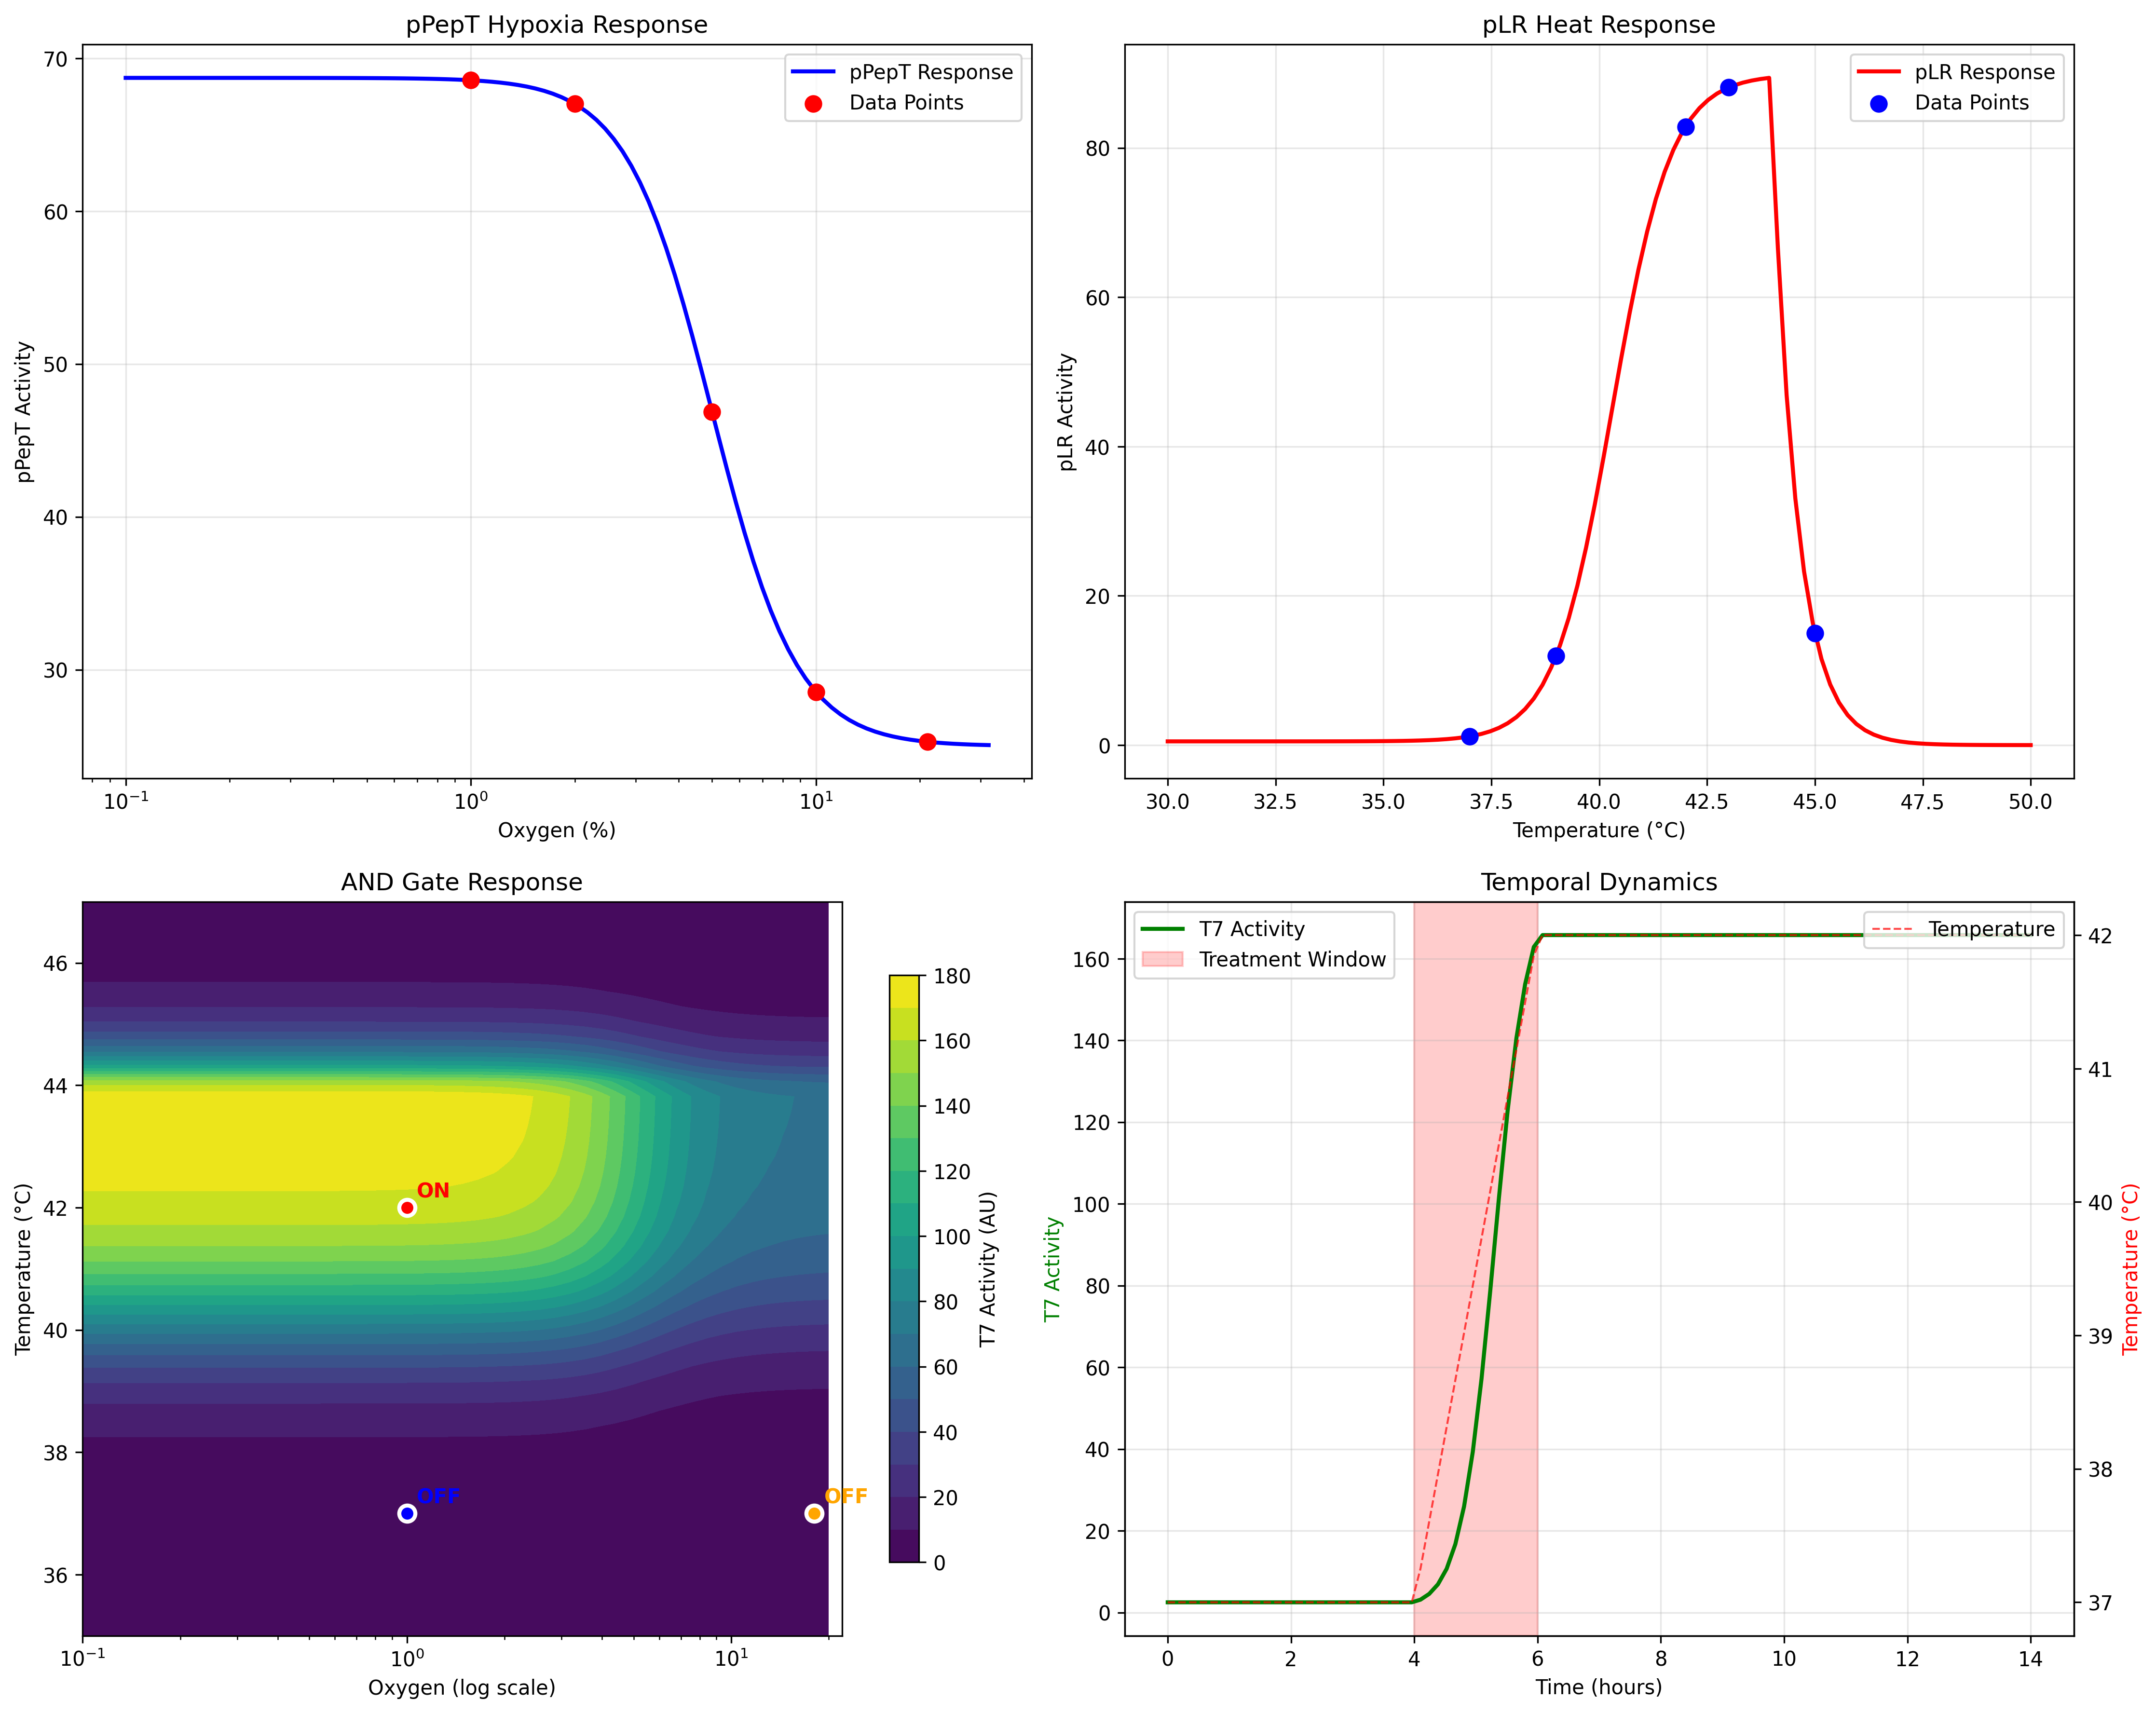 pPepT Hypoxia Response
pPepT Response
Data Points
70
60
50
40
30
pPepT Activity
10⁻¹
10⁰
10¹
Oxygen (%)
pLR Heat Response
pLR Response
Data Points
80
60
40
20
0
pLR Activity
30.0
32.5
35.0
37.5
40.0
42.5
45.0
47.5
50.0
Temperature (°C)
AND Gate Response
46
44
42
40
38
36
Temperature (°C)
ON
OFF
OFF
10⁻¹
10⁰
10¹
Oxygen (log scale)
180
160
140
120
100
80
60
40
20
0
T7 Activity (AU)
Temporal Dynamics
T7 Activity
Treatment Window
Temperature
160
140
120
100
80
60
40
20
0
T7 Activity
42
41
40
39
38
37
Temperature (°C)
0
2
4
6
8
10
12
14
Time (hours)